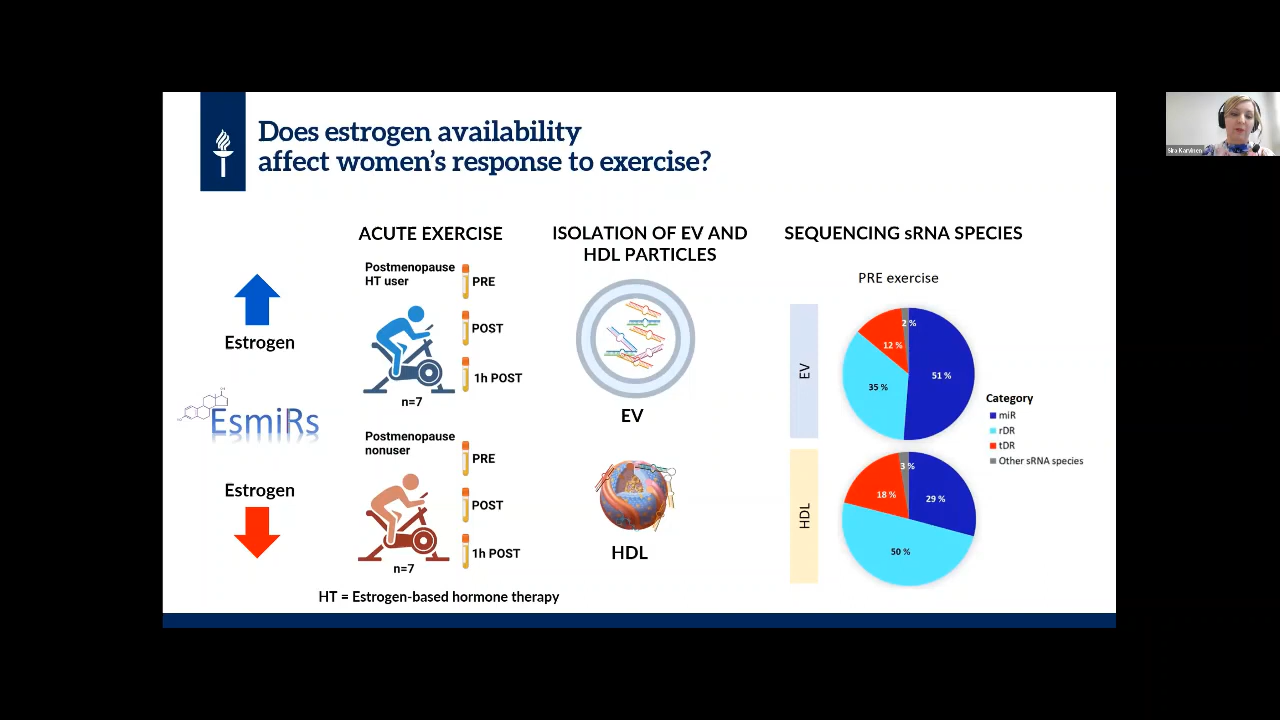 Does estrogen availability
affect women's response to exercise?
ACUTE EXERCISE
ISOLATION OF EV AND
HDL PARTICLES
SEQUENCING sRNA SPECIES
Estrogen
EsmiRs
Estrogen
Postmenopause
HT user
PRE
POST
1h POST
n=7
Postmenopause
nonuser
PRE
POST
1h POST
n=7
HT = Estrogen-based hormone therapy
EV
HDL
PRE exercise
EV
2 %
12 %
35 %
51 %
HDL
3 %
18 %
29 %
50 %
Category
miR
rDR
tDR
Other sRNA species